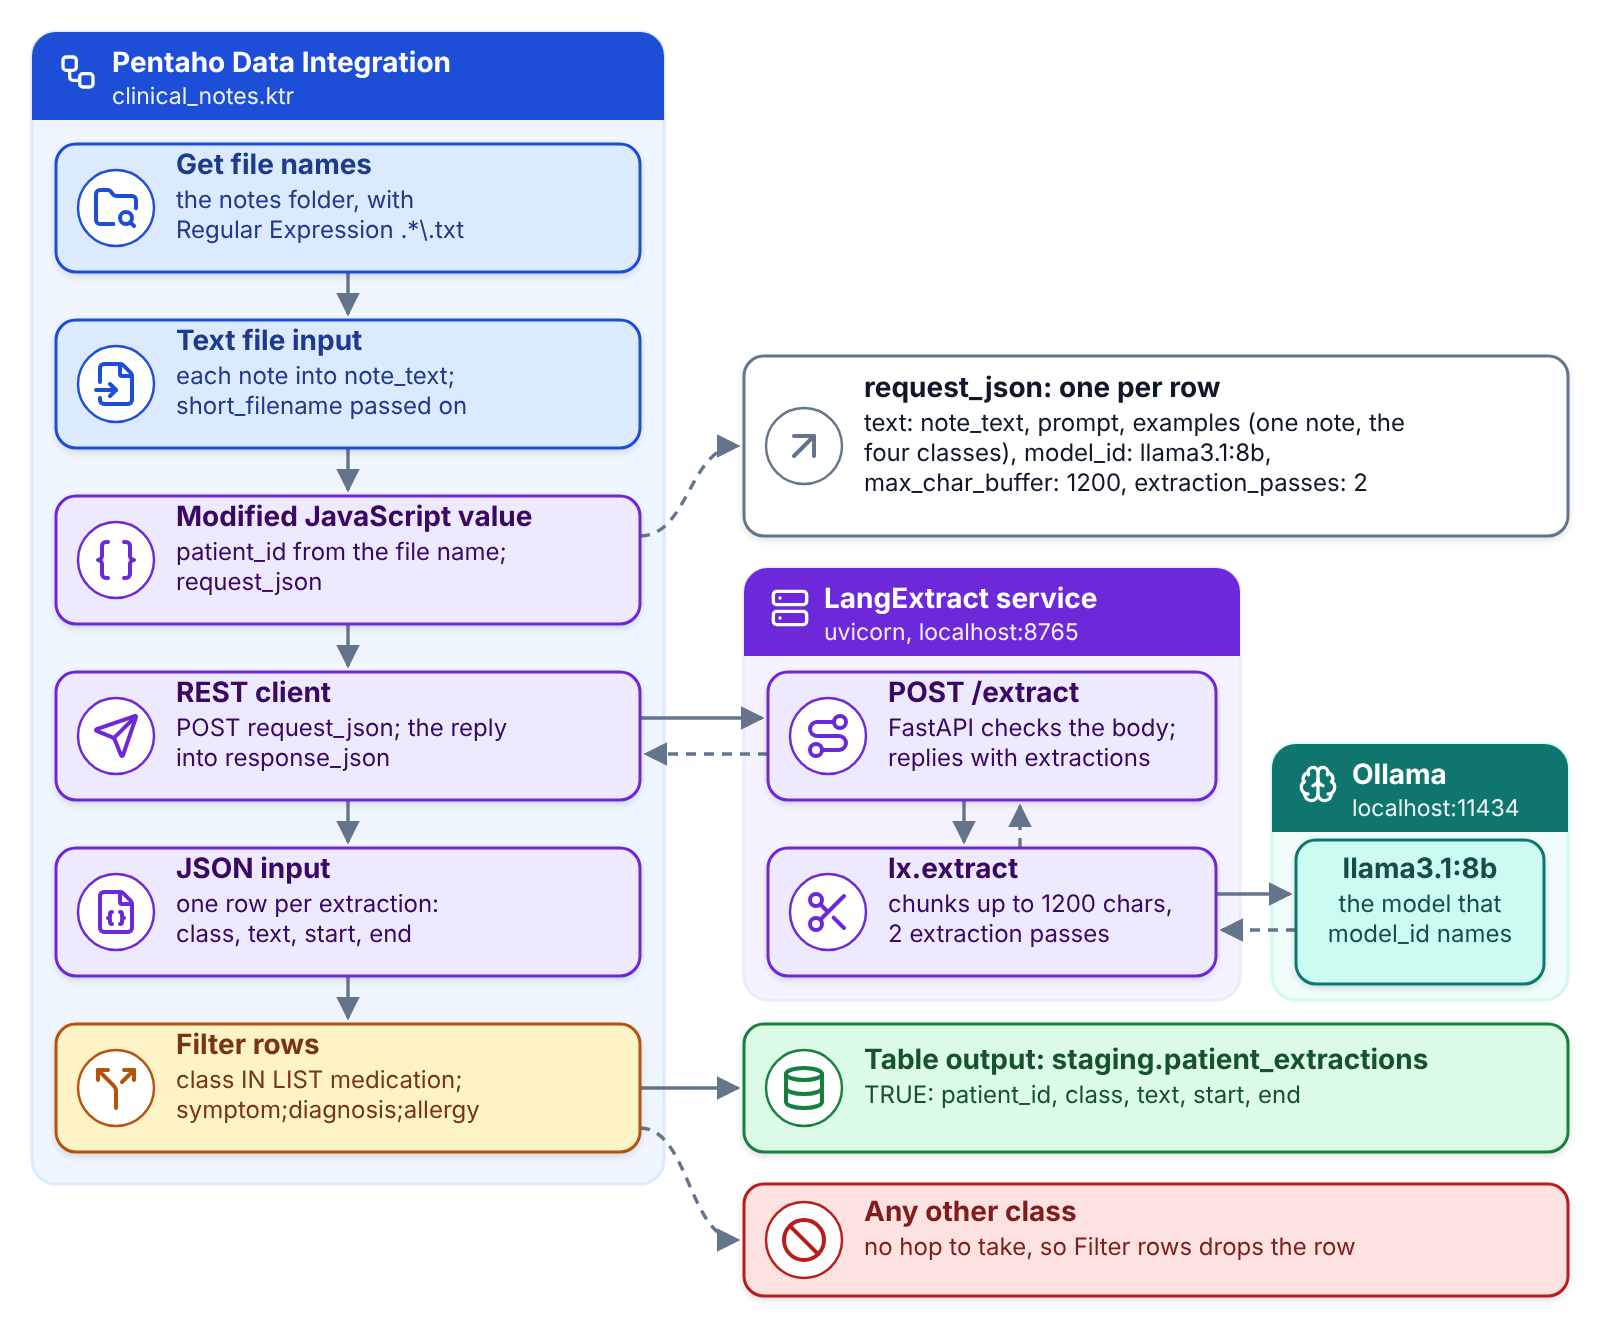 Pentaho Data Integration
clinical_notes.ktr
Get file names
the notes folder, with
Regular Expression .*\.txt
Text file input
each note into note_text;
short_filename passed on
Modified JavaScript value
patient_id from the file name;
request_json
REST client
POST request_json; the reply
into response_json
JSON input
one row per extraction:
class, text, start, end
Filter rows
class IN LIST medication;
symptom;diagnosis;allergy
request_json: one per row
text: note_text, prompt, examples (one note, the
four classes), model_id: llama3.1:8b,
max_char_buffer: 1200, extraction_passes: 2
LangExtract service
uvicorn, localhost:8765
POST /extract
FastAPI checks the body;
replies with extractions
lx.extract
chunks up to 1200 chars,
2 extraction passes
Ollama
localhost:11434
llama3.1:8b
the model that
model_id names
Table output: staging.patient_extractions
TRUE: patient_id, class, text, start, end
Any other class
no hop to take, so Filter rows drops the row